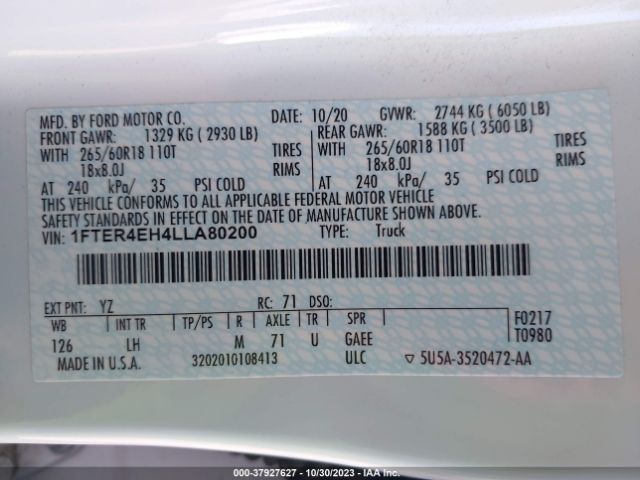 MFD. BY FORD MOTOR CO. DATE: 10/20 GVWR: 2744 KG ( 6050 LB)
FRONT GAWR: 1329 KG ( 2930 LB) REAR GAWR: 1588 KG ( 3500 LB)
WITH 265/60R18 110T TIRES WITH 265/60R18 110T TIRES
18x8.0J RIMS 18x8.0J RIMS
AT 240 kPa/ 35 PSI COLD AT 240 kPa/ 35 PSI COLD
THIS VEHICLE CONFORMS TO ALL APPLICABLE FEDERAL MOTOR VEHICLE
SAFETY STANDARDS IN EFFECT ON THE DATE OF MANUFACTURE SHOWN ABOVE.
VIN: 1FTER4EH4LLA80200 TYPE: Truck
EXT PNT: YZ RC: 71 DSO:
WB INT TR TP/PS R AXLE TR SPR F0217
126 LH M 71 U GAEE T0980
MADE IN U.S.A. 3202010108413 ULC ▽ 5U5A-3520472-AA
000-37927627 - 10/30/2023 - IAA Inc.